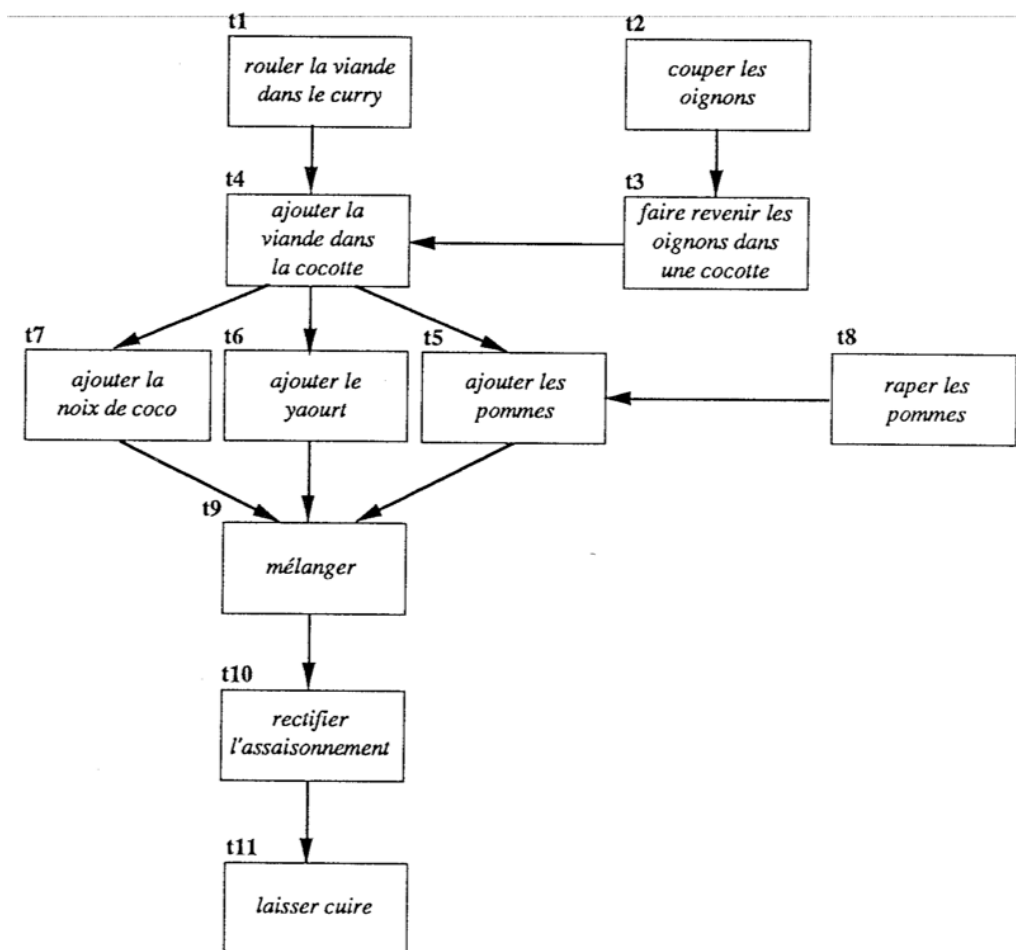 t1
rouler la viande
dans le curry
t2
couper les
oignons
t4
ajouter la
viande dans
la cocotte
t3
faire revenir les
oignons dans
une cocotte
t7
ajouter la
noix de coco
t6
ajouter le
yaourt
t5
ajouter les
pommes
t8
raper les
pommes
t9
mélanger
t10
rectifier
l'assaisonnement
t11
laisser cuire